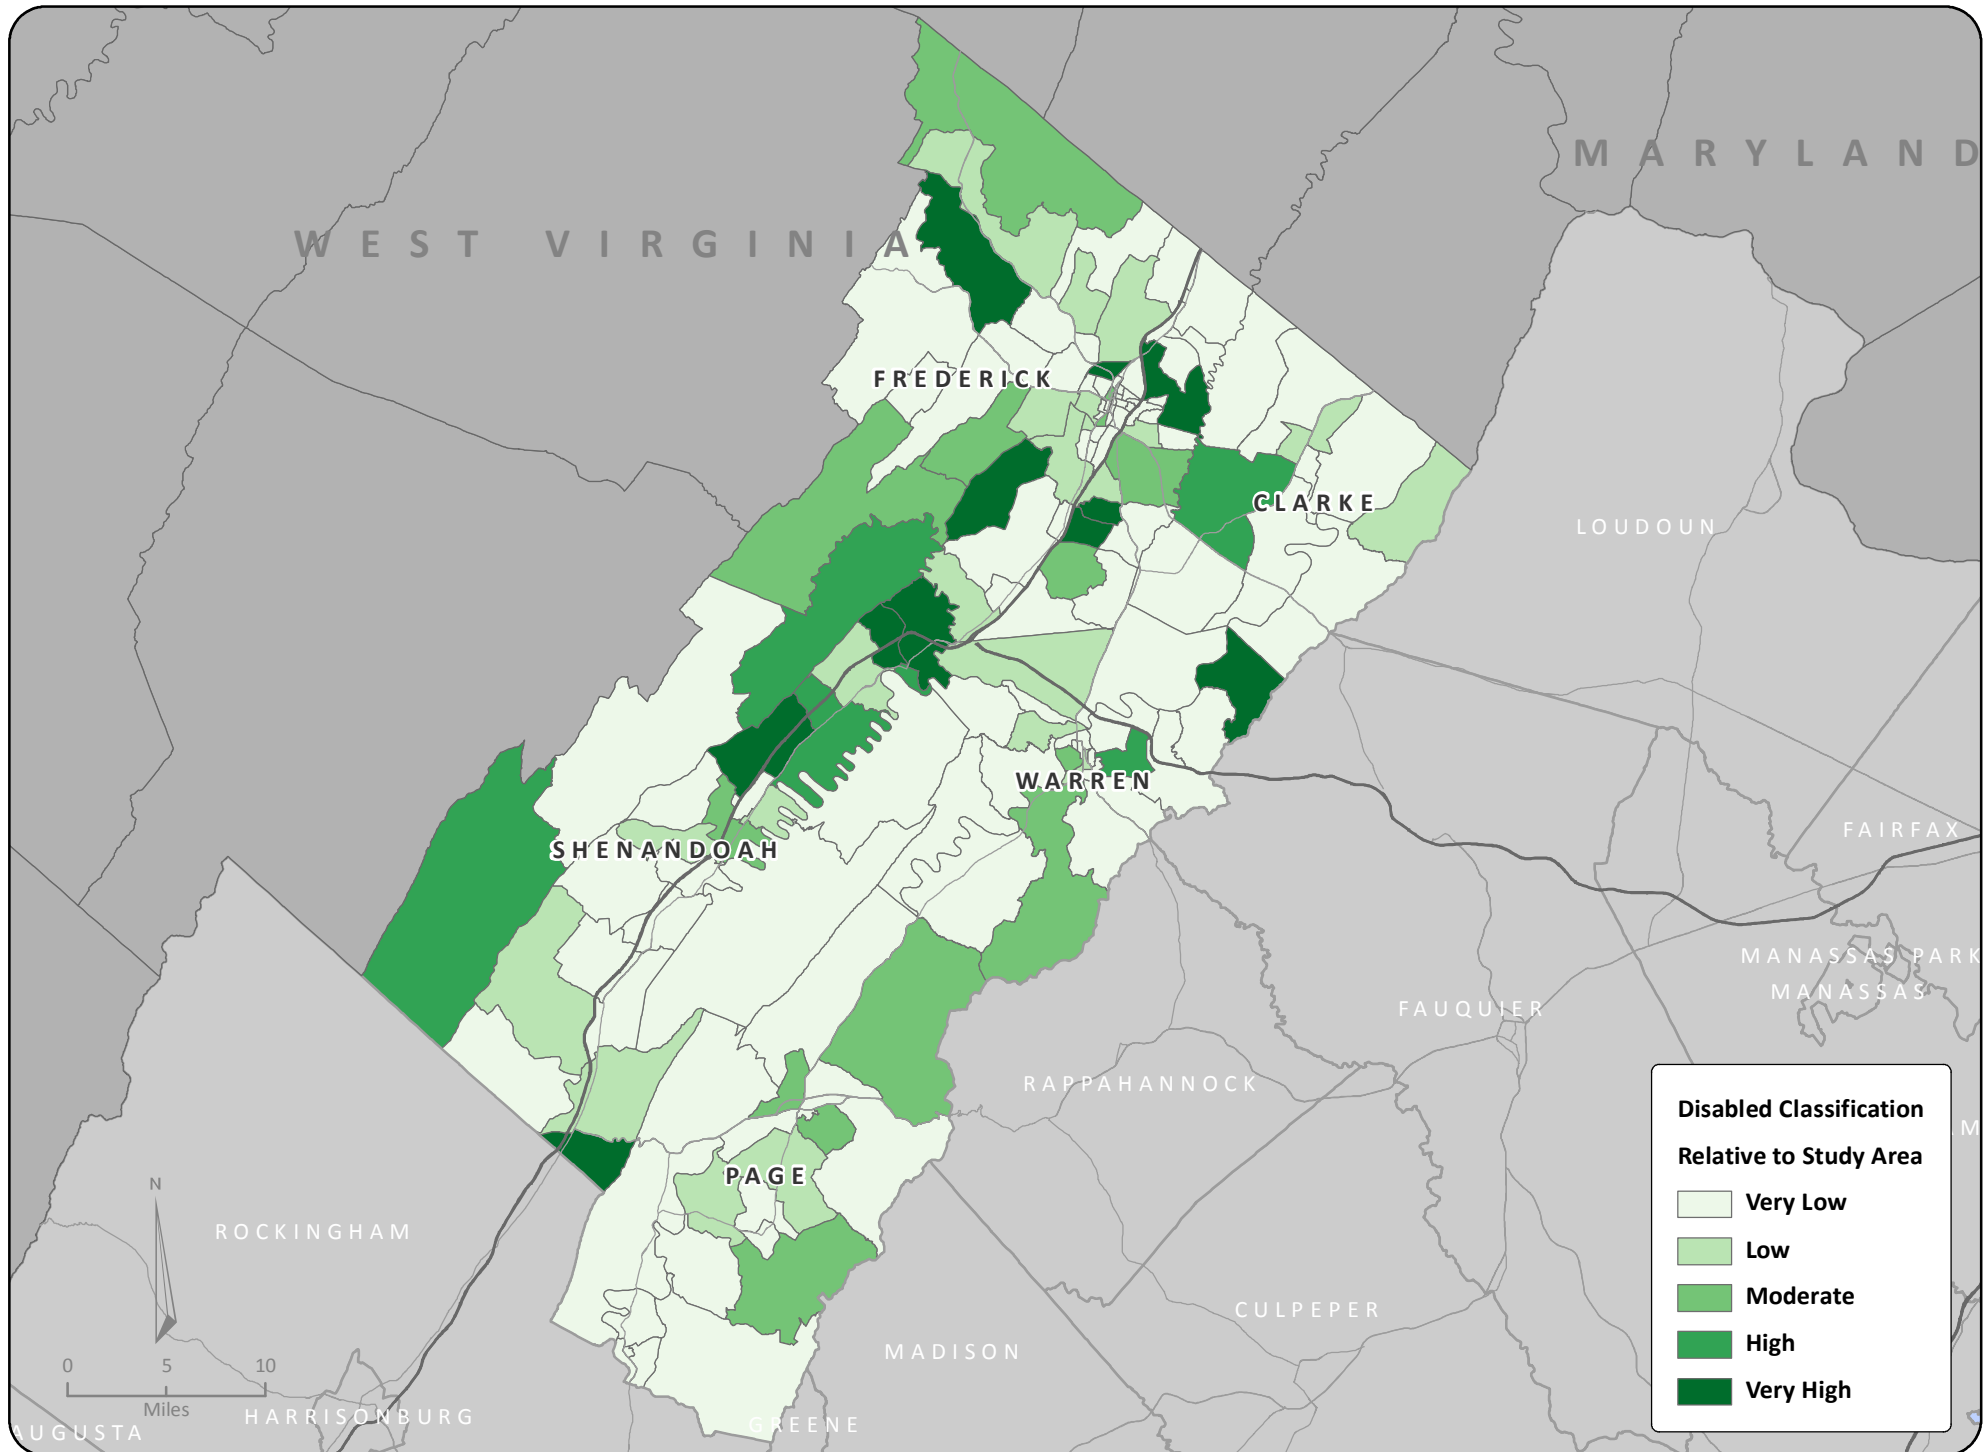 MARYLAND
WEST VIRGINIA
FREDERICK
CLARKE
LOUDOUN
WARREN
FAIRFAX
SHENANDOAH
MANASSAS PARK
MANASSAS
FAUQUIER
RAPPAHANNOCK
PAGE
ROCKINGHAM
CULPEPER
MADISON
HARRISONBURG
GREENE
AUGUSTA
N
0 5 10
Miles
Disabled Classification
Relative to Study Area
Very Low
Low
Moderate
High
Very High